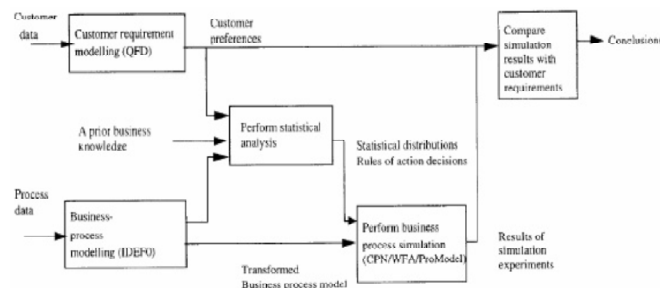 Customer
data
Customer requirement
modelling (QFD)
Customer
preferences
Compare
simulation
results with
customer
requirements
Conclusions
A prior business
knowledge
Perform statistical
analysis
Statistical distributions
Rules of action decisions
Process
data
Business-
process
modelling (IDEF0)
Transformed
Business process model
Perform business
process simulation
(CPN/WFA/ProModel)
Results of
simulation
experiments